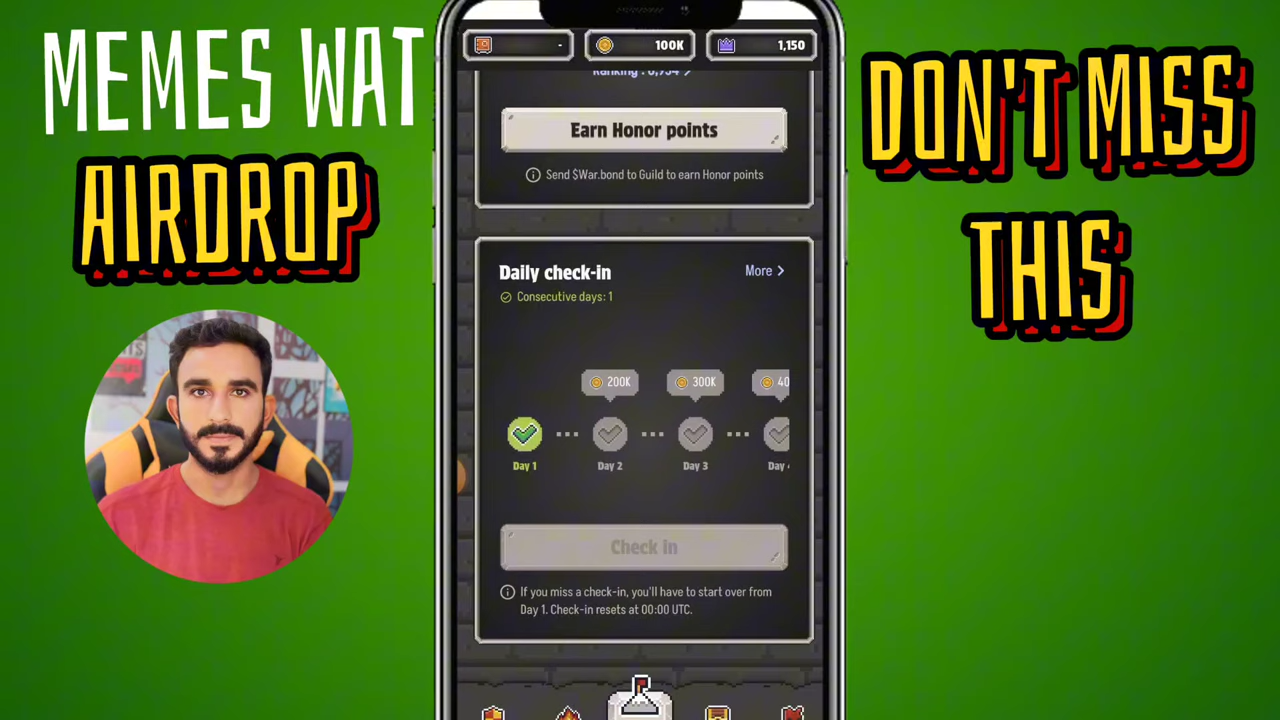 MEMES WAT
AIRDROP
DON'T MISS
THIS
- 100K 1,150
Earn Honor points
Send $War.bond to Guild to earn Honor points
Daily check-in More >
Consecutive days: 1
200K 300K 40
Day 1 Day 2 Day 3 Day
Check in
If you miss a check-in, you'll have to start over from
Day 1. Check-in resets at 00:00 UTC.